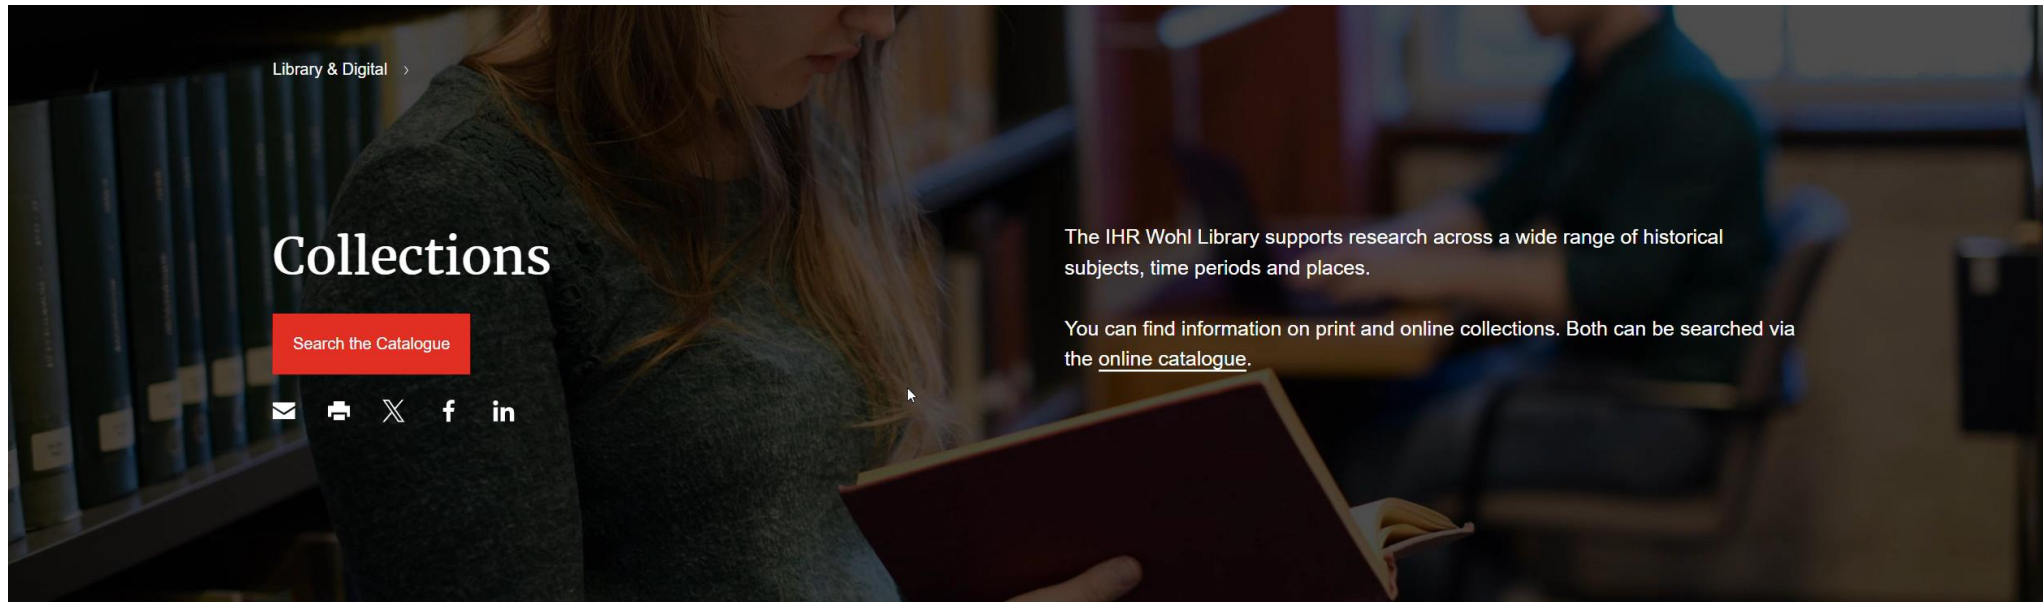 Library & Digital ›
Collections
Search the Catalogue
The IHR Wohl Library supports research across a wide range of historical
subjects, time periods and places.
You can find information on print and online collections. Both can be searched via
the online catalogue.